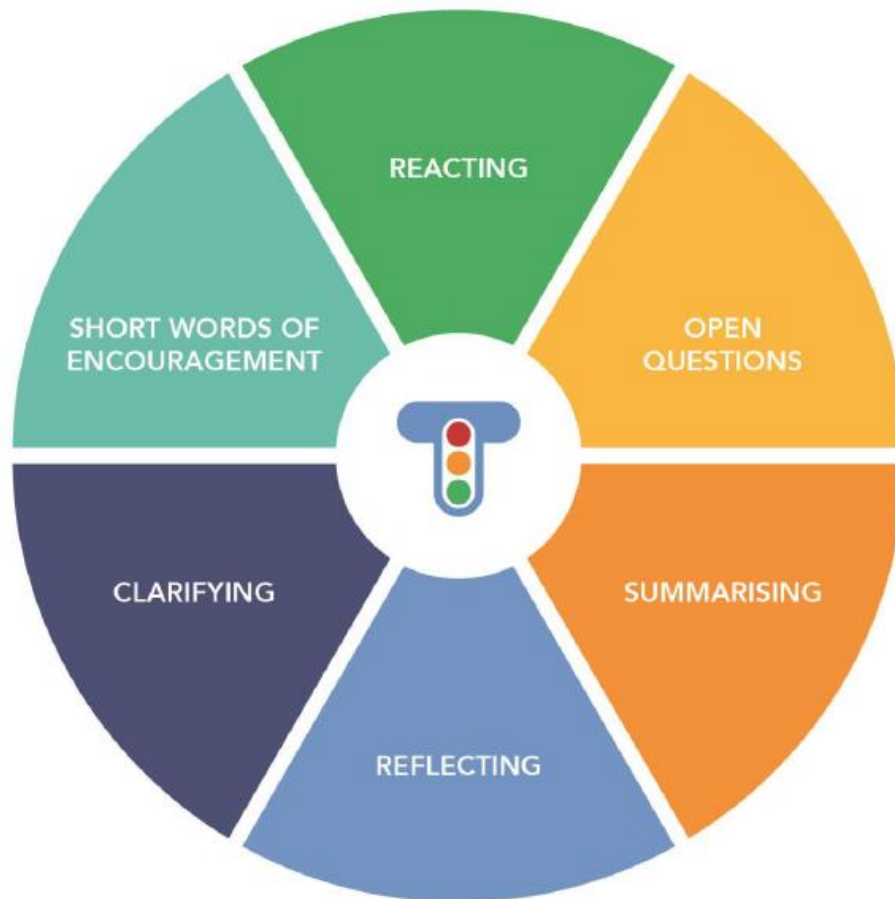 REACTING
OPEN
QUESTIONS
SUMMARISING
REFLECTING
CLARIFYING
SHORT WORDS OF
ENCOURAGEMENT
T